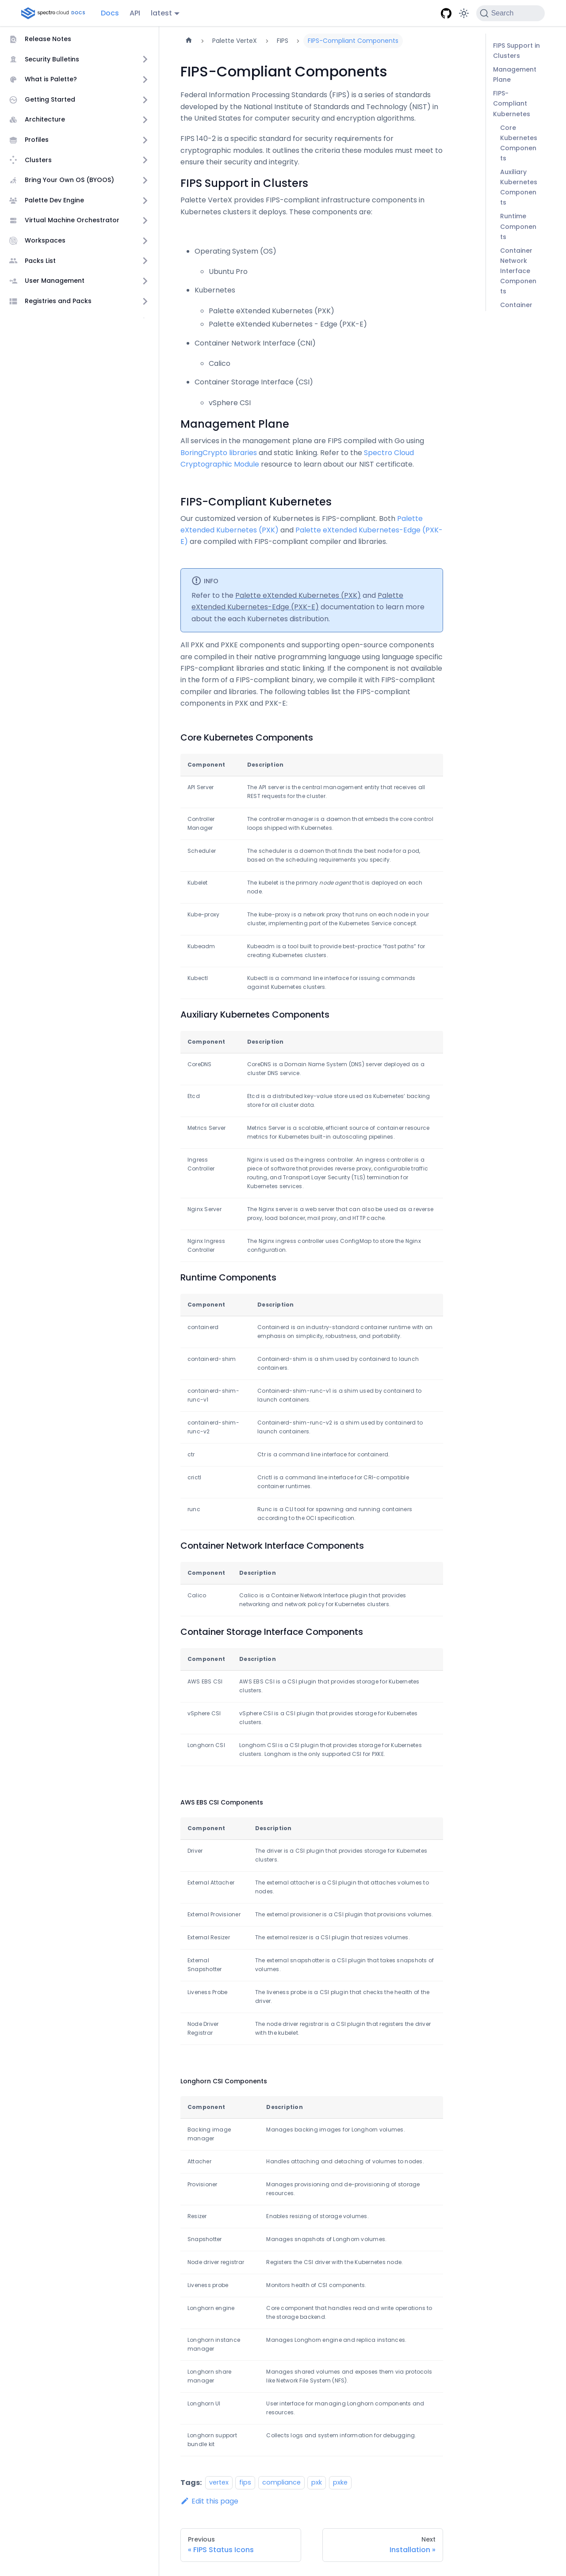 spectro cloud DOCS
Docs
API
latest
Search
Release Notes
Security Bulletins
What is Palette?
Getting Started
Architecture
Profiles
Clusters
Bring Your Own OS (BYOOS)
Palette Dev Engine
Virtual Machine Orchestrator
Workspaces
Packs List
User Management
Registries and Packs
Palette VerteX
FIPS
FIPS-Compliant Components
FIPS-Compliant Components
Federal Information Processing Standards (FIPS) is a series of standards
developed by the National Institute of Standards and Technology (NIST) in
the United States for computer security and encryption algorithms.
FIPS 140-2 is a specific standard for security requirements for
cryptographic modules. It outlines the criteria these modules must meet to
ensure their security and integrity.
FIPS Support in Clusters
Palette VerteX provides FIPS-compliant infrastructure components in
Kubernetes clusters it deploys. These components are:
Operating System (OS)
Ubuntu Pro
Kubernetes
Palette eXtended Kubernetes (PXK)
Palette eXtended Kubernetes - Edge (PXK-E)
Container Network Interface (CNI)
Calico
Container Storage Interface (CSI)
vSphere CSI
Management Plane
All services in the management plane are FIPS compiled with Go using
BoringCrypto libraries and static linking. Refer to the Spectro Cloud
Cryptographic Module resource to learn about our NIST certificate.
FIPS-Compliant Kubernetes
Our customized version of Kubernetes is FIPS-compliant. Both Palette
eXtended Kubernetes (PXK) and Palette eXtended Kubernetes-Edge (PXK-
E) are compiled with FIPS-compliant compiler and libraries.
INFO
Refer to the Palette eXtended Kubernetes (PXK) and Palette
eXtended Kubernetes-Edge (PXK-E) documentation to learn more
about the each Kubernetes distribution.
All PXK and PXKE components and supporting open-source components
are compiled in their native programming language using language specific
FIPS-compliant libraries and static linking. If the component is not available
in the form of a FIPS-compliant binary, we compile it with FIPS-compliant
compiler and libraries. The following tables list the FIPS-compliant
components in PXK and PXK-E:
Core Kubernetes Components
Component Description
API Server The API server is the central management entity that receives all
REST requests for the cluster.
Controller Manager The controller manager is a daemon that embeds the core control
loops shipped with Kubernetes.
Scheduler The scheduler is a daemon that finds the best node for a pod,
based on the scheduling requirements you specify.
Kubelet The kubelet is the primary node agent that is deployed on each
node.
Kube-proxy The kube-proxy is a network proxy that runs on each node in your
cluster, implementing part of the Kubernetes Service concept.
Kubeadm Kubeadm is a tool built to provide best-practice "fast paths" for
creating Kubernetes clusters.
Kubectl Kubectl is a command line interface for issuing commands
against Kubernetes clusters.
Auxiliary Kubernetes Components
Component Description
CoreDNS CoreDNS is a Domain Name System (DNS) server deployed as a
cluster DNS service.
Etcd Etcd is a distributed key-value store used as Kubernetes' backing
store for all cluster data.
Metrics Server Metrics Server is a scalable, efficient source of container resource
metrics for Kubernetes built-in autoscaling pipelines.
Ingress Controller Nginx is used as the ingress controller. An ingress controller is a
piece of software that provides reverse proxy, configurable traffic
routing, and Transport Layer Security (TLS) termination for
Kubernetes services.
Nginx Server The Nginx server is a web server that can also be used as a reverse
proxy, load balancer, mail proxy, and HTTP cache.
Nginx Ingress Controller The Nginx ingress controller uses ConfigMap to store the Nginx
configuration.
Runtime Components
Component Description
containerd Containerd is an industry-standard container runtime with an
emphasis on simplicity, robustness, and portability.
containerd-shim Containerd-shim is a shim used by containerd to launch
containers.
containerd-shim-runc-v1 Containerd-shim-runc-v1 is a shim used by containerd to
launch containers.
containerd-shim-runc-v2 Containerd-shim-runc-v2 is a shim used by containerd to
launch containers.
ctr Ctr is a command line interface for containerd.
crictl Crictl is a command line interface for CRI-compatible
container runtimes.
runc Runc is a CLI tool for spawning and running containers
according to the OCI specification.
Container Network Interface Components
Component Description
Calico Calico is a Container Network Interface plugin that provides
networking and network policy for Kubernetes clusters.
Container Storage Interface Components
Component Description
AWS EBS CSI AWS EBS CSI is a CSI plugin that provides storage for Kubernetes
clusters.
vSphere CSI vSphere CSI is a CSI plugin that provides storage for Kubernetes
clusters.
Longhorn CSI Longhorn CSI is a CSI plugin that provides storage for Kubernetes
clusters. Longhorn is the only supported CSI for PXKE.
AWS EBS CSI Components
Component Description
Driver The driver is a CSI plugin that provides storage for Kubernetes
clusters.
External Attacher The external attacher is a CSI plugin that attaches volumes to
nodes.
External Provisioner The external provisioner is a CSI plugin that provisions volumes.
External Resizer The external resizer is a CSI plugin that resizes volumes.
External Snapshotter The external snapshotter is a CSI plugin that takes snapshots of
volumes.
Liveness Probe The liveness probe is a CSI plugin that checks the health of the
driver.
Node Driver Registrar The node driver registrar is a CSI plugin that registers the driver
with the kubelet.
Longhorn CSI Components
Component Description
Backing image manager Manages backing images for Longhorn volumes.
Attacher Handles attaching and detaching of volumes to nodes.
Provisioner Manages provisioning and de-provisioning of storage
resources.
Resizer Enables resizing of storage volumes.
Snapshotter Manages snapshots of Longhorn volumes.
Node driver registrar Registers the CSI driver with the Kubernetes node.
Liveness probe Monitors health of CSI components.
Longhorn engine Core component that handles read and write operations to
the storage backend.
Longhorn instance manager Manages Longhorn engine and replica instances.
Longhorn share manager Manages shared volumes and exposes them via protocols
like Network File System (NFS).
Longhorn UI User interface for managing Longhorn components and
resources.
Longhorn support bundle kit Collects logs and system information for debugging.
Tags: vertex fips compliance pxk pxke
Edit this page
Previous
« FIPS Status Icons
Next
Installation »
FIPS Support in
Clusters
Management
Plane
FIPS-
Compliant
Kubernetes
Core
Kubernetes
Componen
ts
Auxiliary
Kubernetes
Componen
ts
Runtime
Componen
ts
Container
Network
Interface
Componen
ts
Container